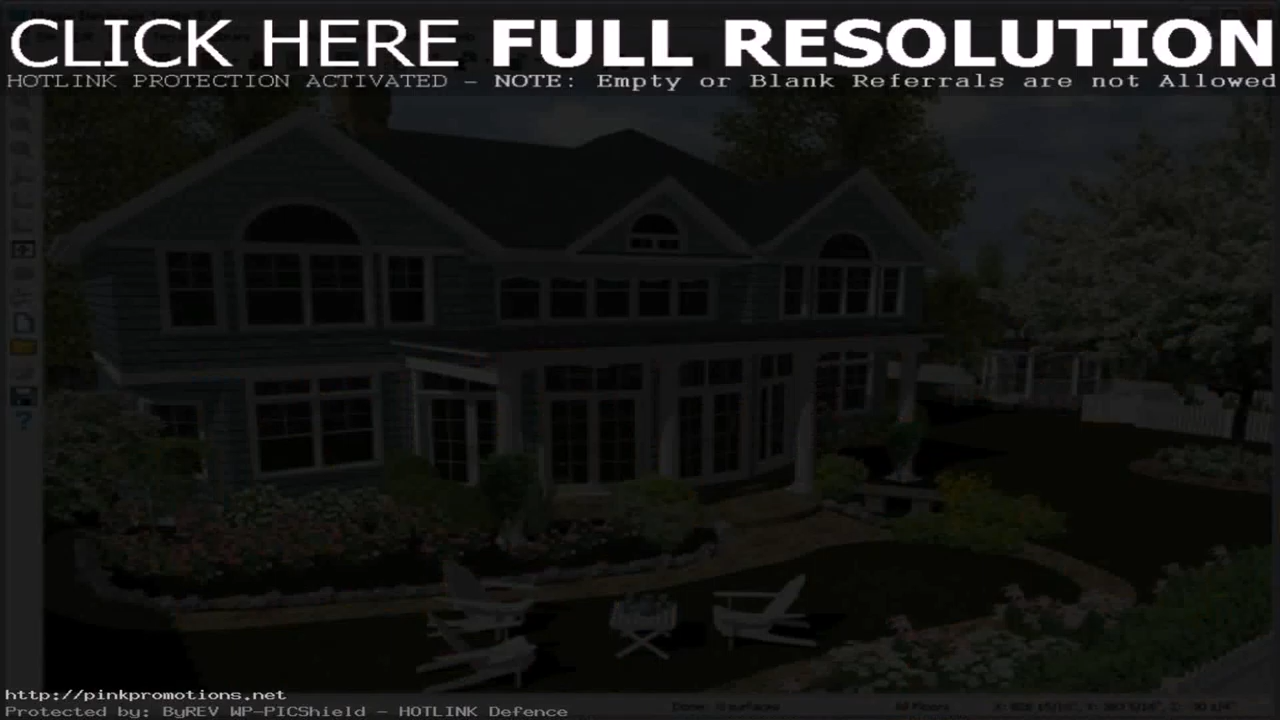 CLICK HERE FULL RESOLUTION
HOTLINK PROTECTION ACTIVATED – NOTE: Empty or Blank Referrals are not Allowed
http://pinkpromotions.net
Protected by: ByREV WP-PICShield – HOTLINK Defence